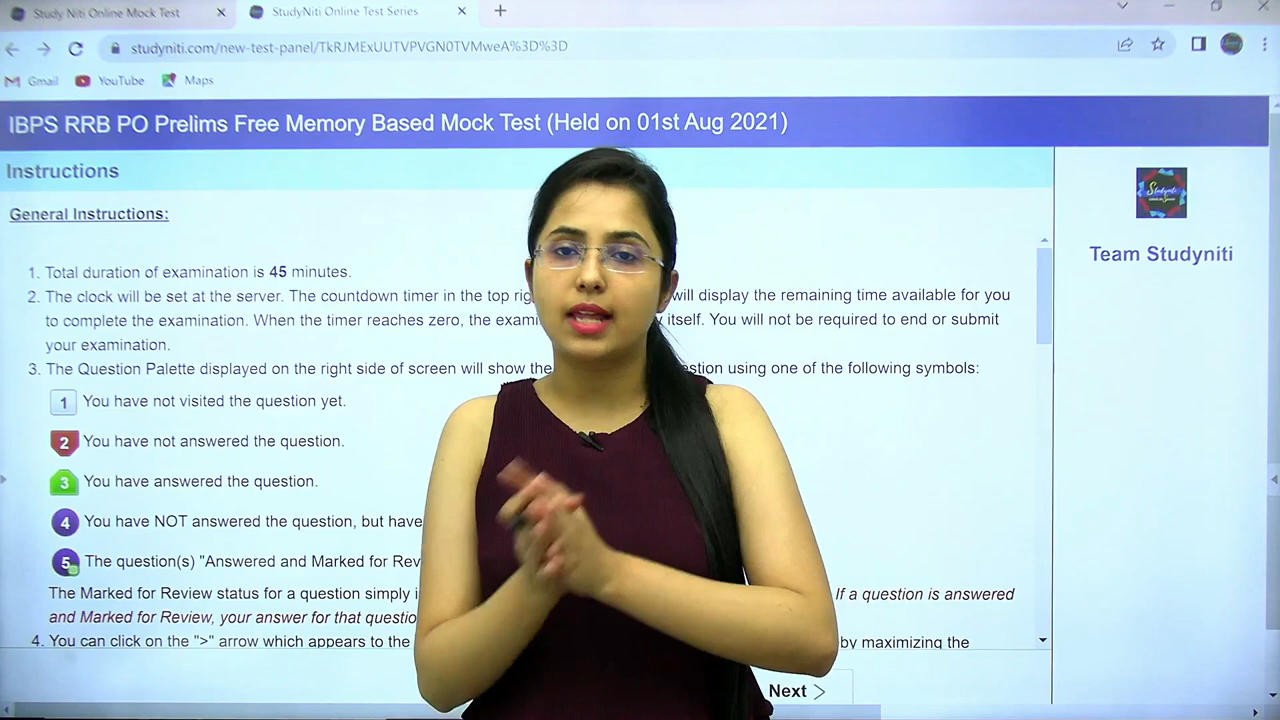 Study Niti Online Mock Test
StudyNiti Online Test Series
studyniti.com/new-test-panel/TkRJMExUUTVPVGN0TVMweA%3D%3D
Gmail YouTube Maps
IBPS RRB PO Prelims Free Memory Based Mock Test (Held on 01st Aug 2021)
Instructions
General Instructions:
1. Total duration of examination is 45 minutes.
2. The clock will be set at the server. The countdown timer in the top rig will display the remaining time available for you
to complete the examination. When the timer reaches zero, the exami itself. You will not be required to end or submit
your examination.
3. The Question Palette displayed on the right side of screen will show the stion using one of the following symbols:
1 You have not visited the question yet.
2 You have not answered the question.
3 You have answered the question.
4 You have NOT answered the question, but have
5 The question(s) "Answered and Marked for Rev
The Marked for Review status for a question simply i If a question is answered
and Marked for Review, your answer for that questio
4. You can click on the ">" arrow which appears to the by maximizing the
Next >
Studyniti
Team Studyniti